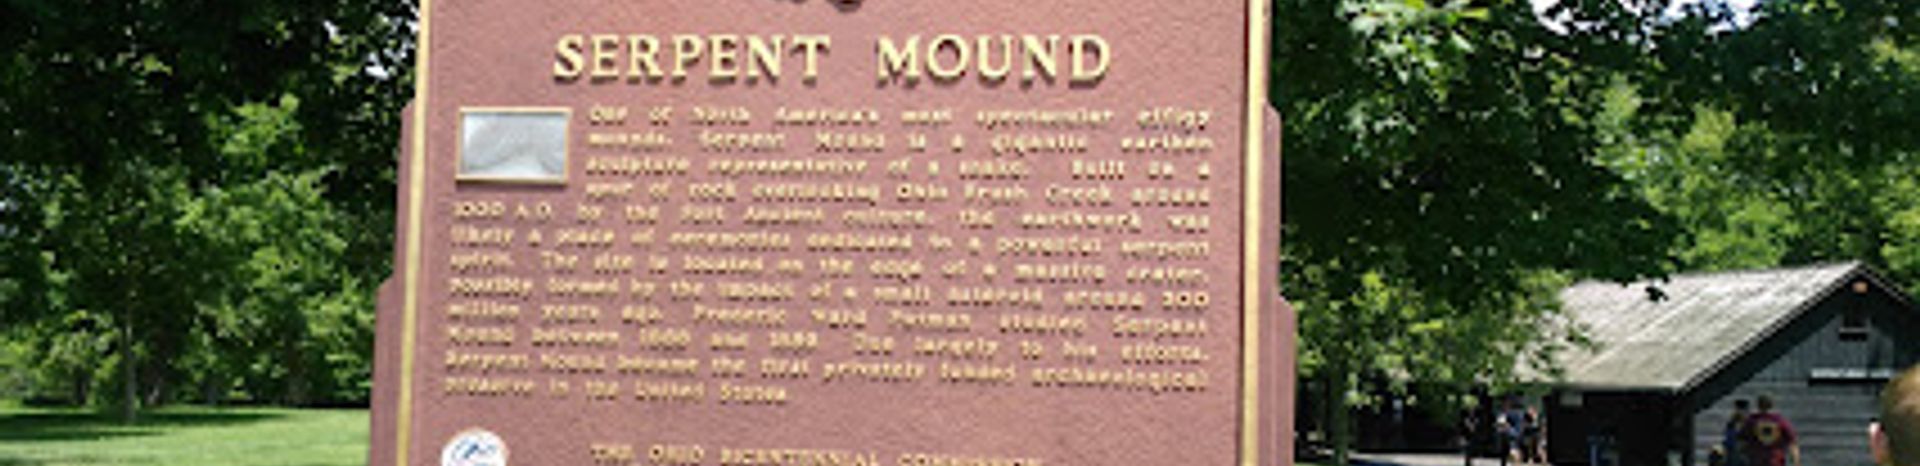 SERPENT MOUND
One of North America's most spectacular effigy
mounds, Serpent Mound is a gigantic earthen
sculpture representative of a snake. Built on a
spur of rock overlooking Ohio Brush Creek around
1000 A.D. by the Fort Ancient culture, the earthwork was
likely a place of ceremonies dedicated to a powerful serpent
spirit. The site is located on the edge of a massive crater,
possibly formed by the impact of a small asteroid around 300
million years ago. Frederic Ward Putnam studied Serpent
Mound between 1886 and 1889. Due largely to his efforts,
Serpent Mound became the first privately funded archaeological
preserve in the United States.
THE OHIO BICENTENNIAL COMMISSION